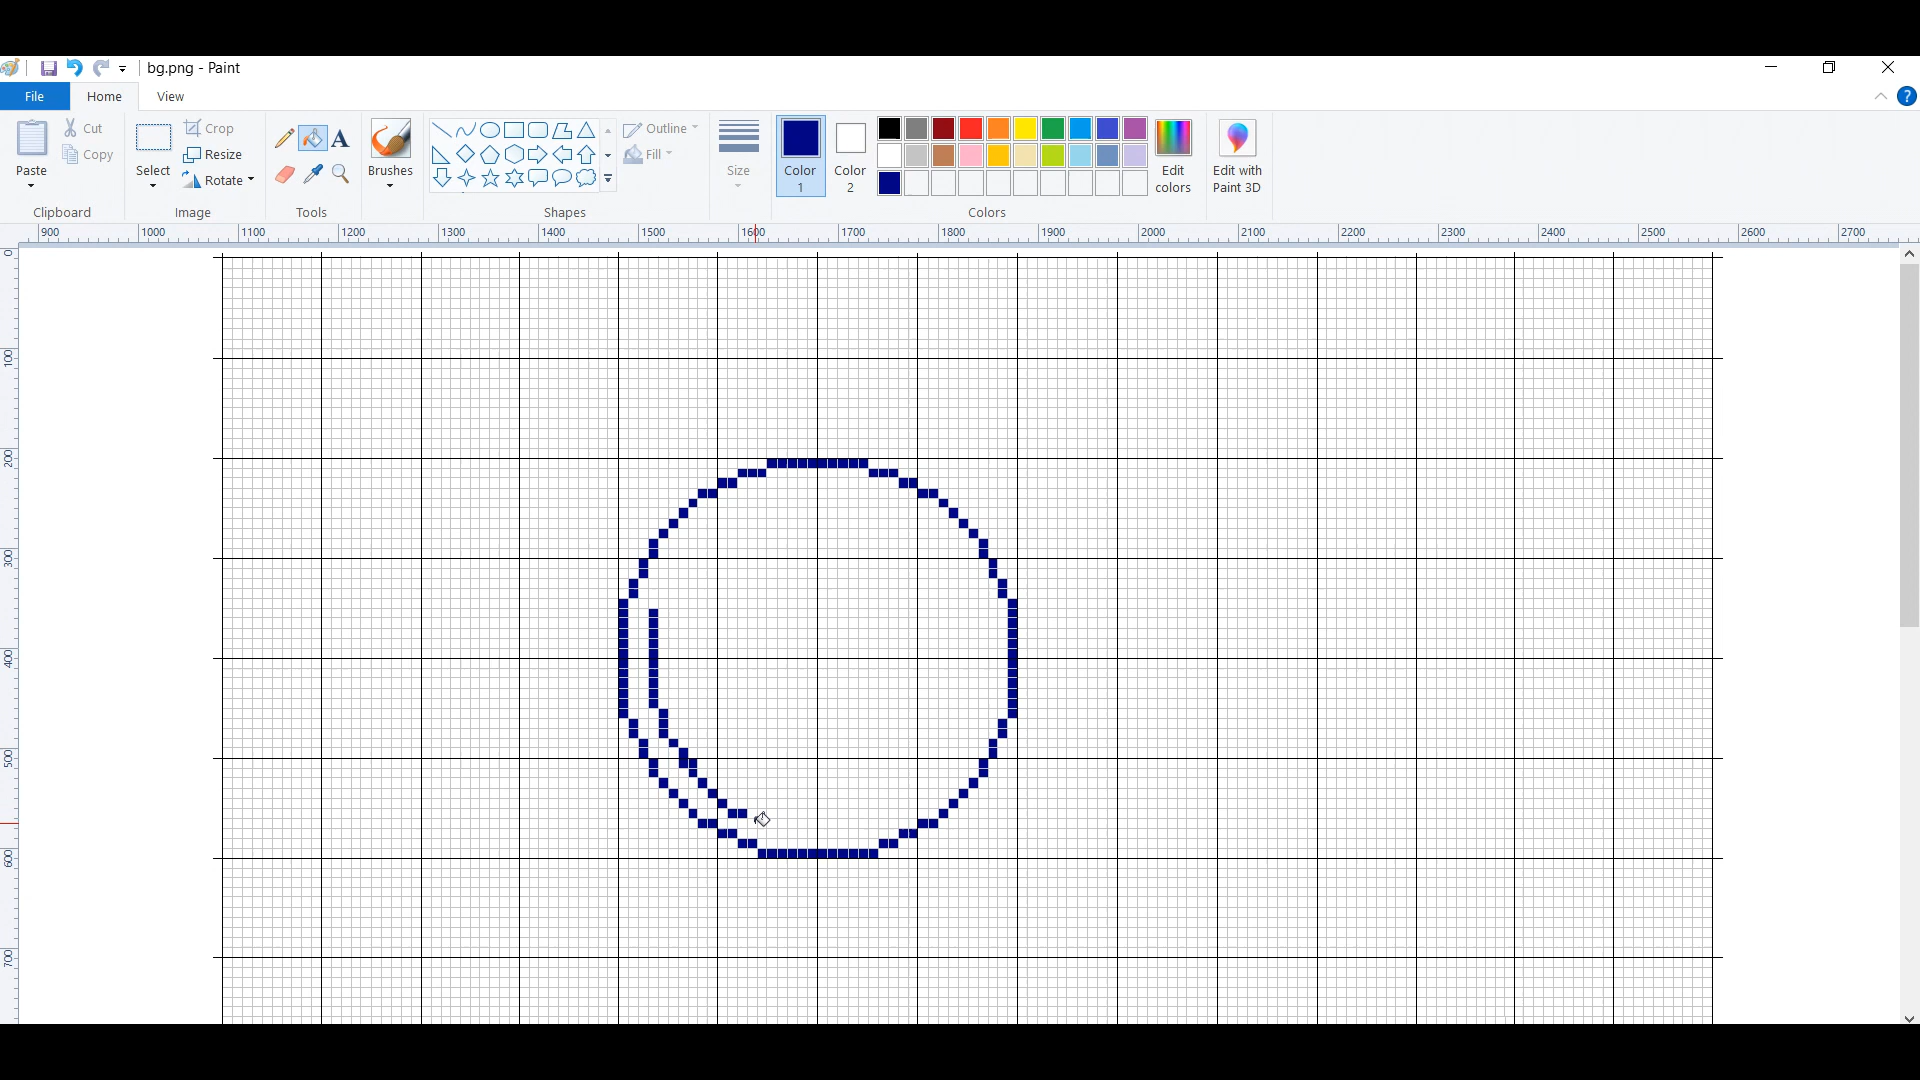 bg.png - Paint
File Home View
Paste
Cut
Copy
Clipboard
Select
Crop
Resize
Rotate
Image
Tools
Brushes
Shapes
Outline
Fill
Size
Color
1
Color
2
Edit
colors
Colors
Edit with
Paint 3D
900 1000 1100 1200 1300 1400 1500 1600 1700 1800 1900 2000 2100 2200 2300 2400 2500 2600 2700
0
100
200
300
400
500
600
700